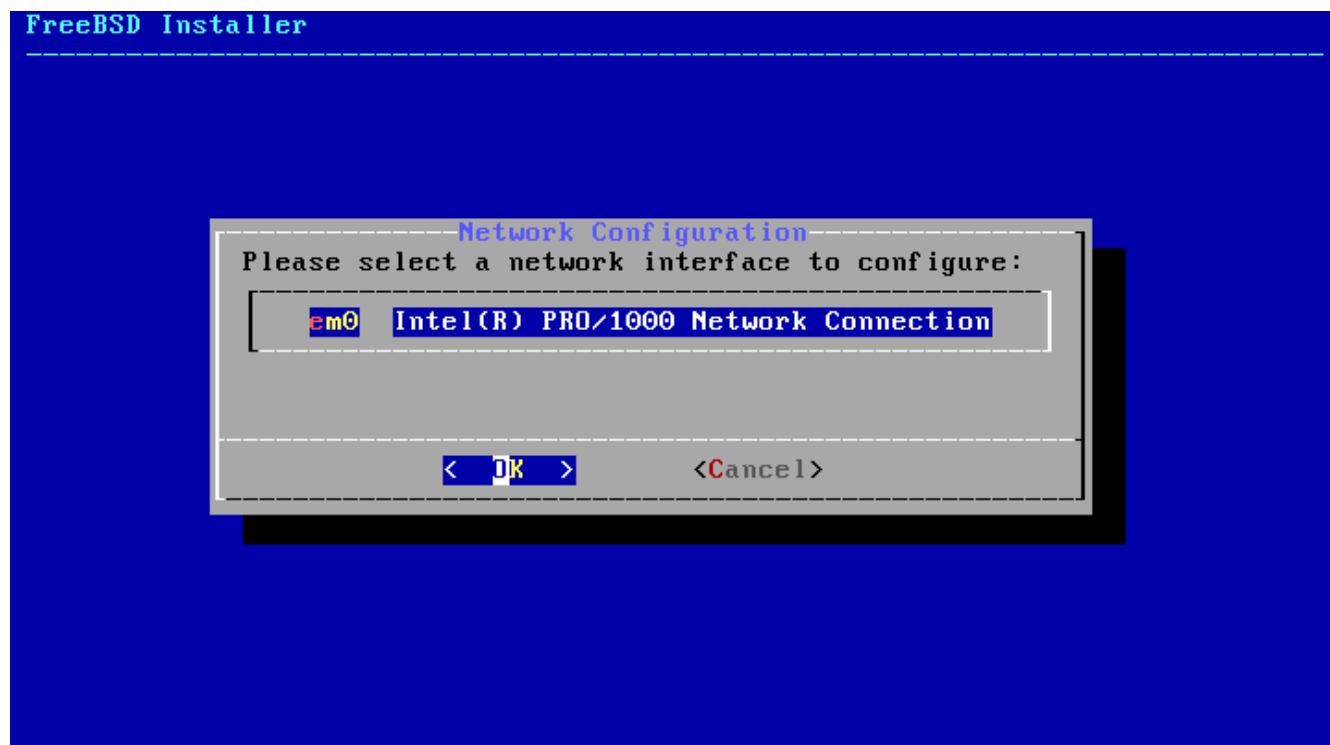 FreeBSD Installer
Network Configuration
Please select a network interface to configure:
em0 Intel(R) PRO/1000 Network Connection
< OK > <Cancel>